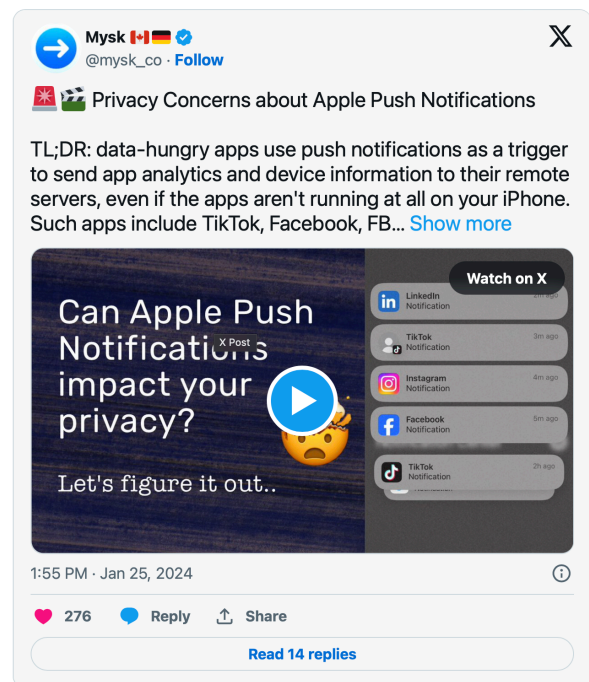 Mysk 🇨🇦🇩🇪
@mysk_co · Follow
🚨🎬 Privacy Concerns about Apple Push Notifications
TL;DR: data-hungry apps use push notifications as a trigger
to send app analytics and device information to their remote
servers, even if the apps aren't running at all on your iPhone.
Such apps include TikTok, Facebook, FB... Show more
Watch on X
Can Apple Push
Notifications
impact your
privacy?
X Post
Let's figure it out..
LinkedIn
Notification
2m ago
TikTok
Notification
3m ago
Instagram
Notification
4m ago
Facebook
Notification
5m ago
TikTok
Notification
2h ago
1:55 PM · Jan 25, 2024
276
Reply
Share
Read 14 replies